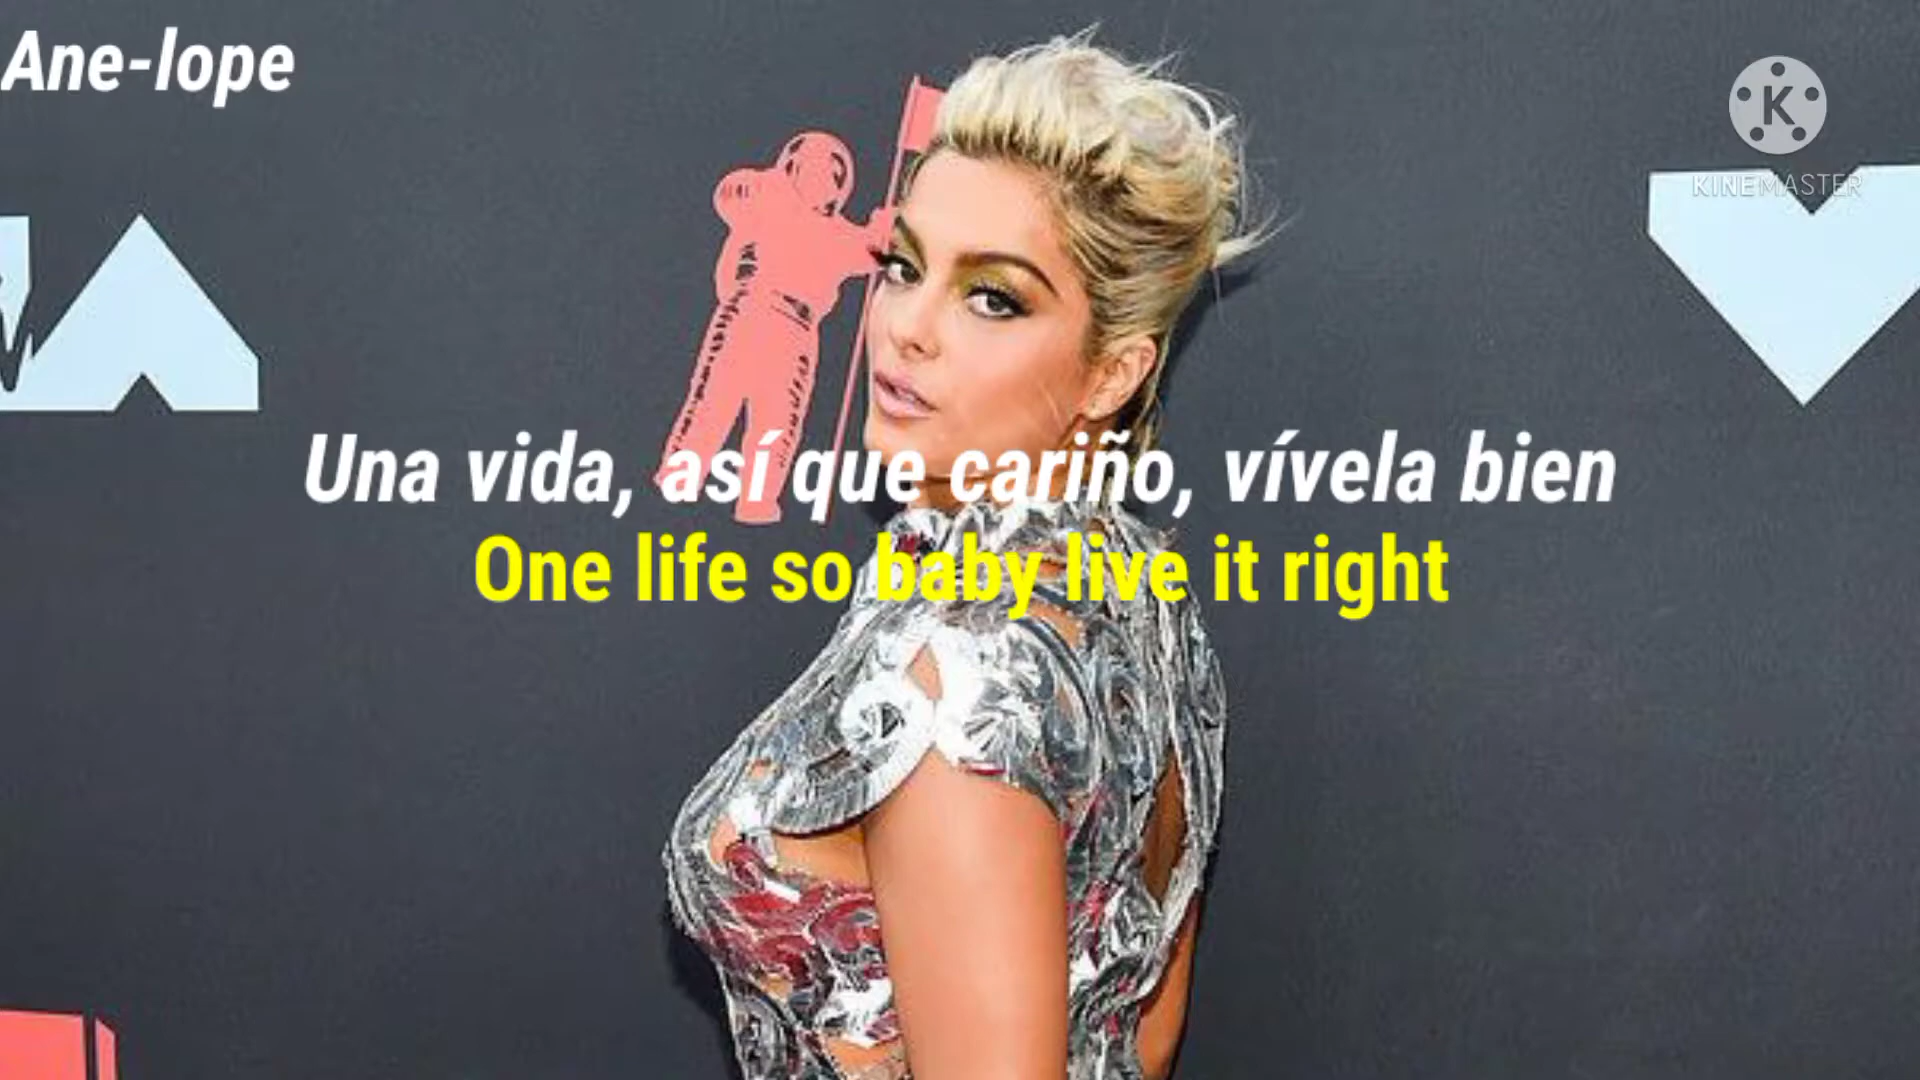 Ane-lope
KINEMASTER
Una vida, así que cariño, vívela bien
One life so baby live it right